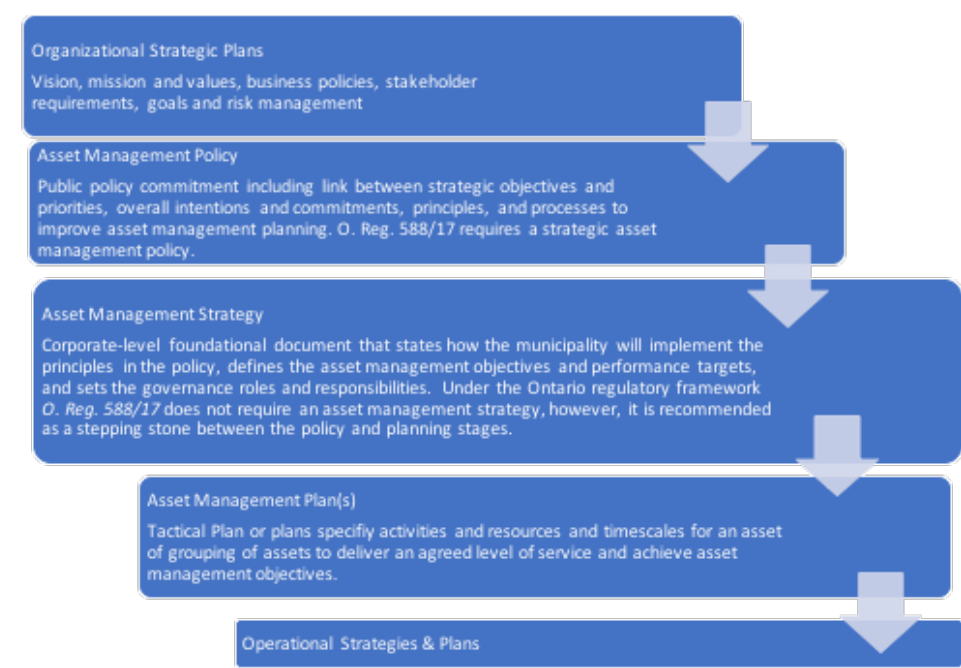 Organizational Strategic Plans
Vision, mission and values, business policies, stakeholder
requirements, goals and risk management
Asset Management Policy
Public policy commitment including link between strategic objectives and
priorities, overall intentions and commitments, principles, and processes to
improve asset management planning. O. Reg. 588/17 requires a strategic asset
management policy.
Asset Management Strategy
Corporate-level foundational document that states how the municipality will implement the
principles in the policy, defines the asset management objectives and performance targets,
and sets the governance roles and responsibilities. Under the Ontario regulatory framework
O. Reg. 588/17 does not require an asset management strategy, however, it is recommended
as a stepping stone between the policy and planning stages.
Asset Management Plan(s)
Tactical Plan or plans specifiy activities and resources and timescales for an asset
of grouping of assets to deliver an agreed level of service and achieve asset
management objectives.
Operational Strategies & Plans